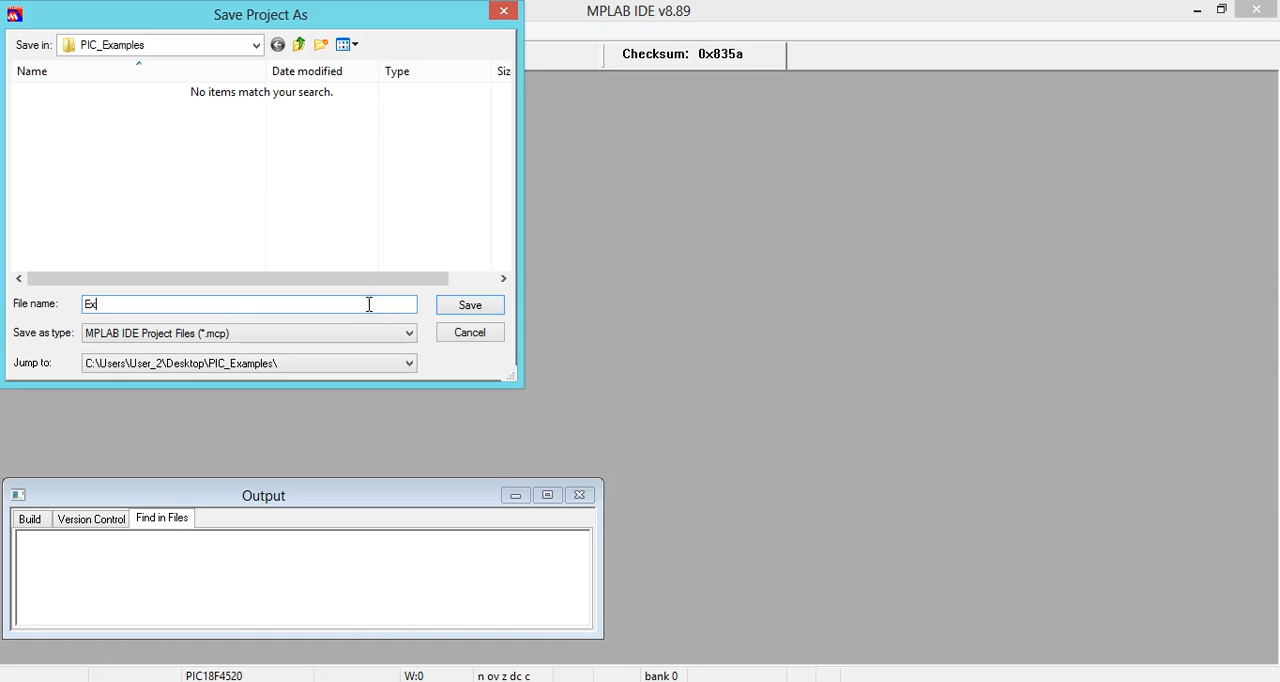 Save Project As
MPLAB IDE v8.89
Save in: PIC_Examples
Checksum: 0x835a
Name Date modified Type Siz
No items match your search.
File name: Ex Save
Save as type: MPLAB IDE Project Files (*.mcp) Cancel
Jump to: C:\Users\User_2\Desktop\PIC_Examples\
Output
Build Version Control Find in Files
PIC18F4520 W:0 n ov z dc c bank 0